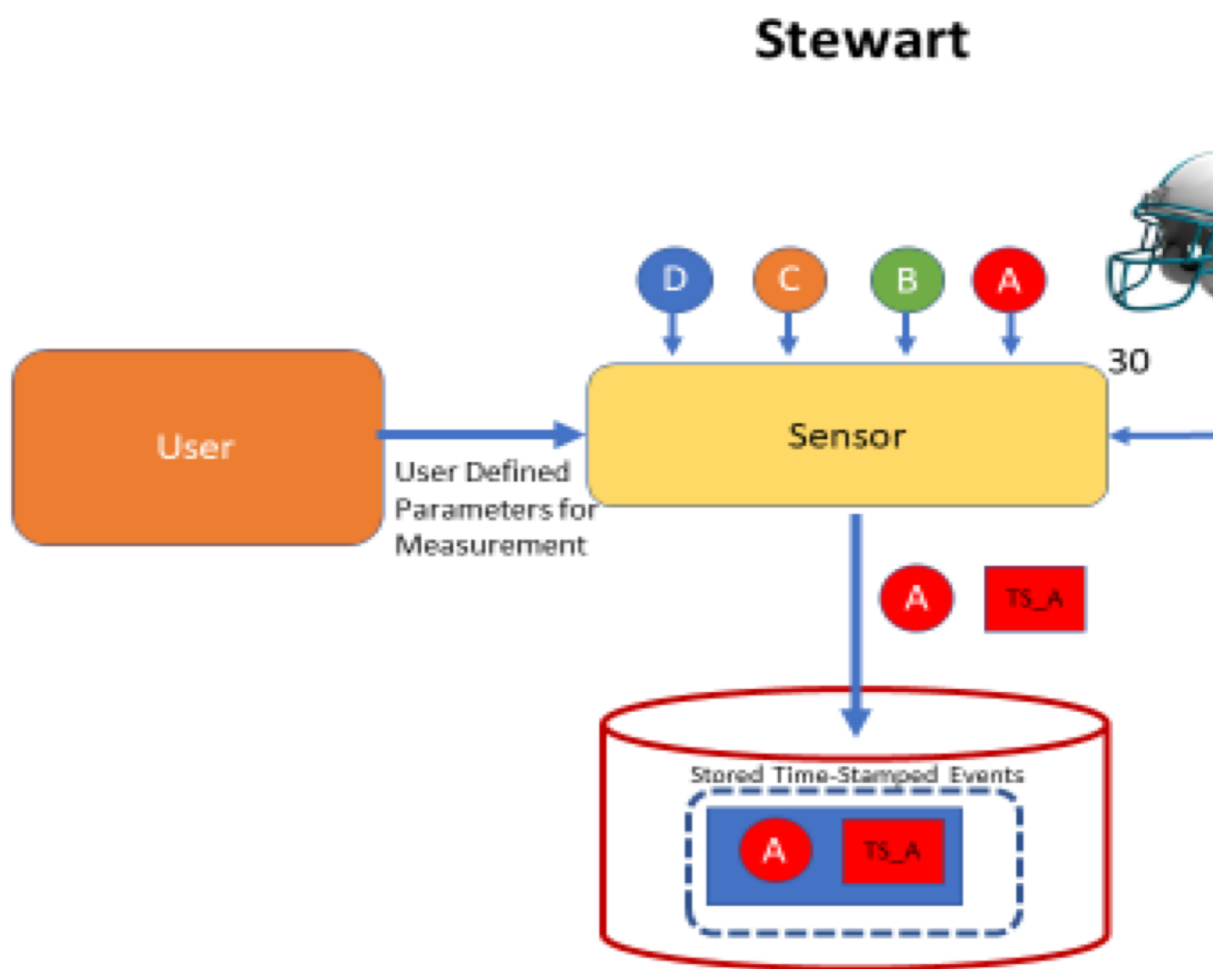 Stewart
D C B A
30
User
Sensor
User Defined
Parameters for
Measurement
A TS_A
Stored Time-Stamped Events
A TS_A